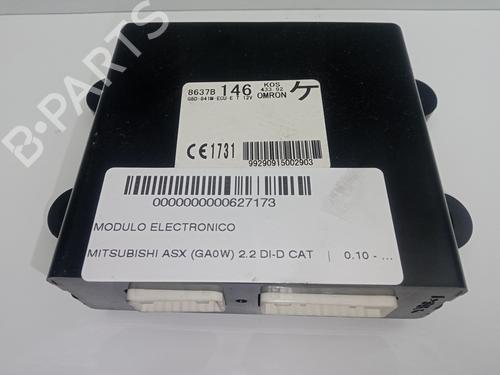 8637B 146 KOS
433.92
G8D-841M-ECU-E T 12V OMRON ケ
CE1731
99290915002903
0000000000627173
MODULO ELECTRONICO
MITSUBISHI ASX (GA0W) 2.2 DI-D CAT | 0.10 - ...
B-PARTS